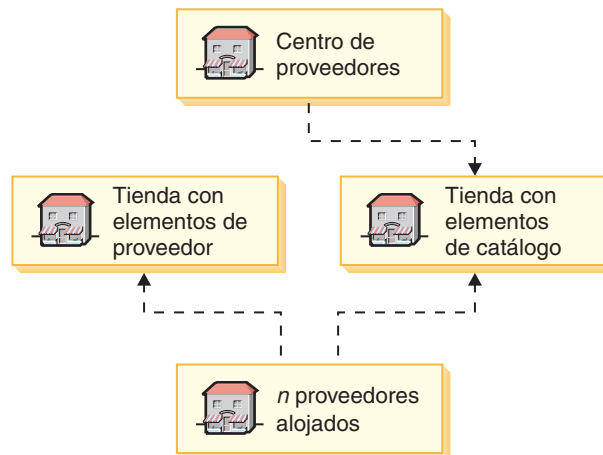 Centro de
proveedores
Tienda con
elementos de
proveedor
Tienda con
elementos
de catálogo
n proveedores
alojados